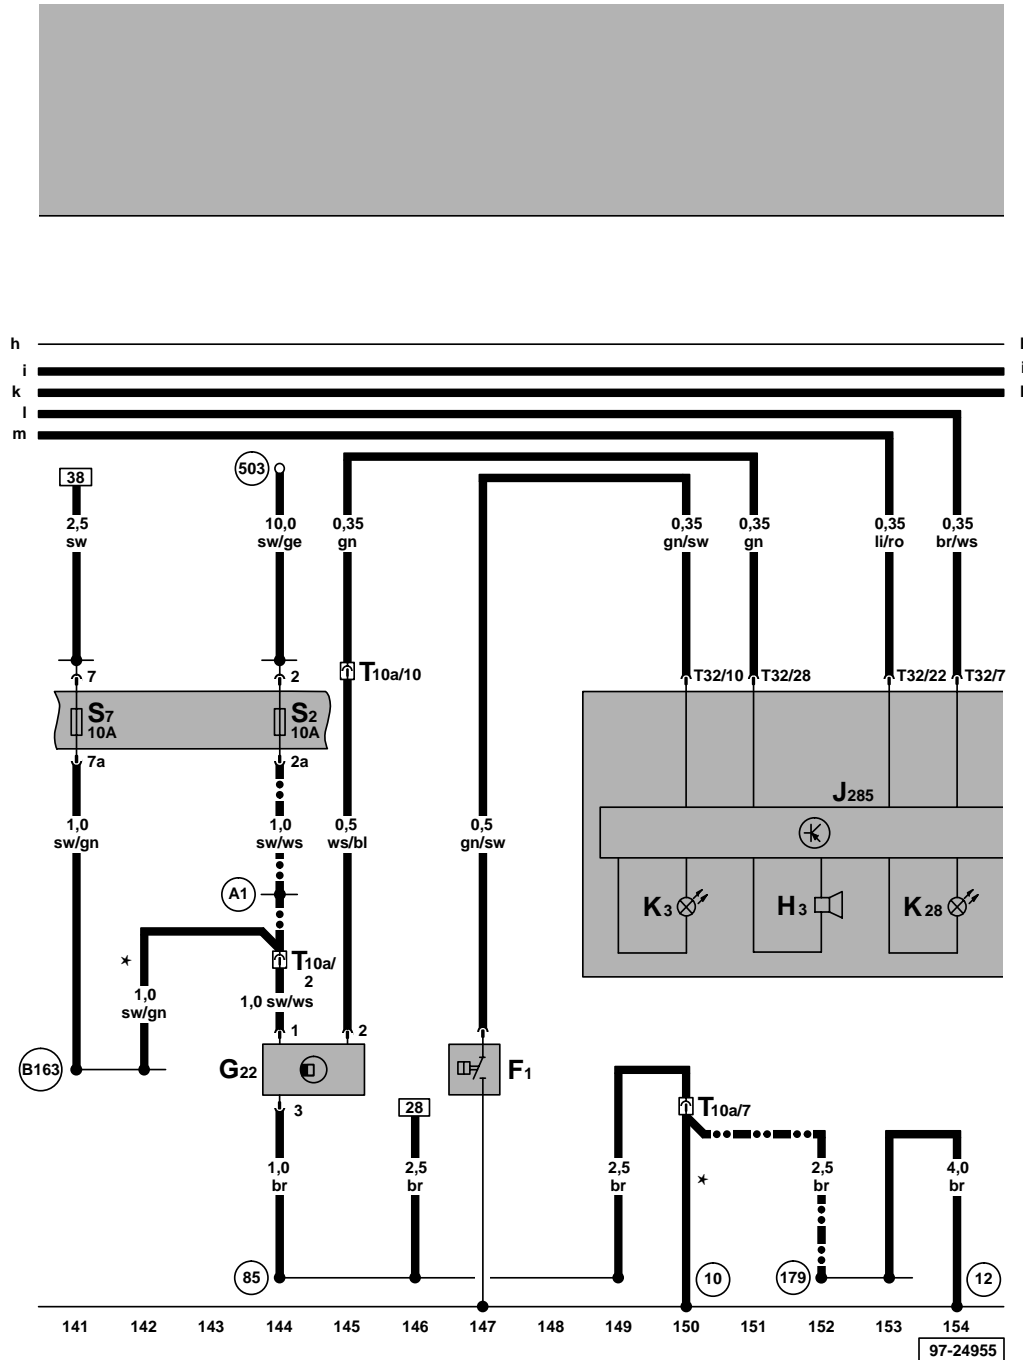 h
i
i
k
l
m
38
503
2,5
sw
10,0
sw/ge
0,35
gn
0,35
gn/sw
0,35
gn
0,35
li/ro
0,35
br/ws
7
2
T10a/10
T32/10
T32/28
T32/22
T32/7
S7
10A
S2
10A
7a
2a
J285
1,0
sw/gn
1,0
sw/ws
0,5
ws/bl
0,5
gn/sw
A1
K3
H3
K28
*
T10a/
2
1,0
sw/gn
1,0 sw/ws
1
2
B163
G22
F1
3
28
T10a/7
1,0
br
2,5
br
2,5
br
*
2,5
br
4,0
br
85
10
179
12
141 142 143 144 145 146 147 148 149 150 151 152 153 154
97-24955